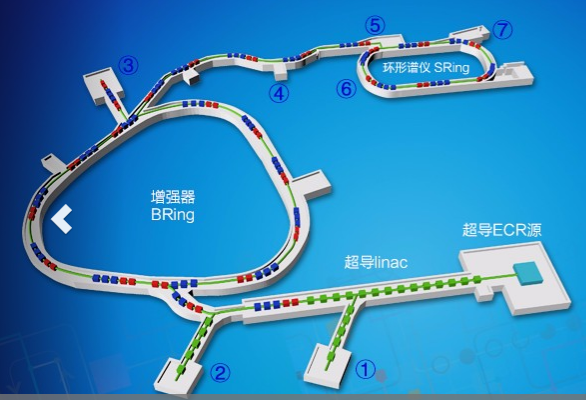 ⑤
⑦
③
环形谱仪 SRing
④
⑥
增强器
BRing
超导ECR源
超导linac
①
②